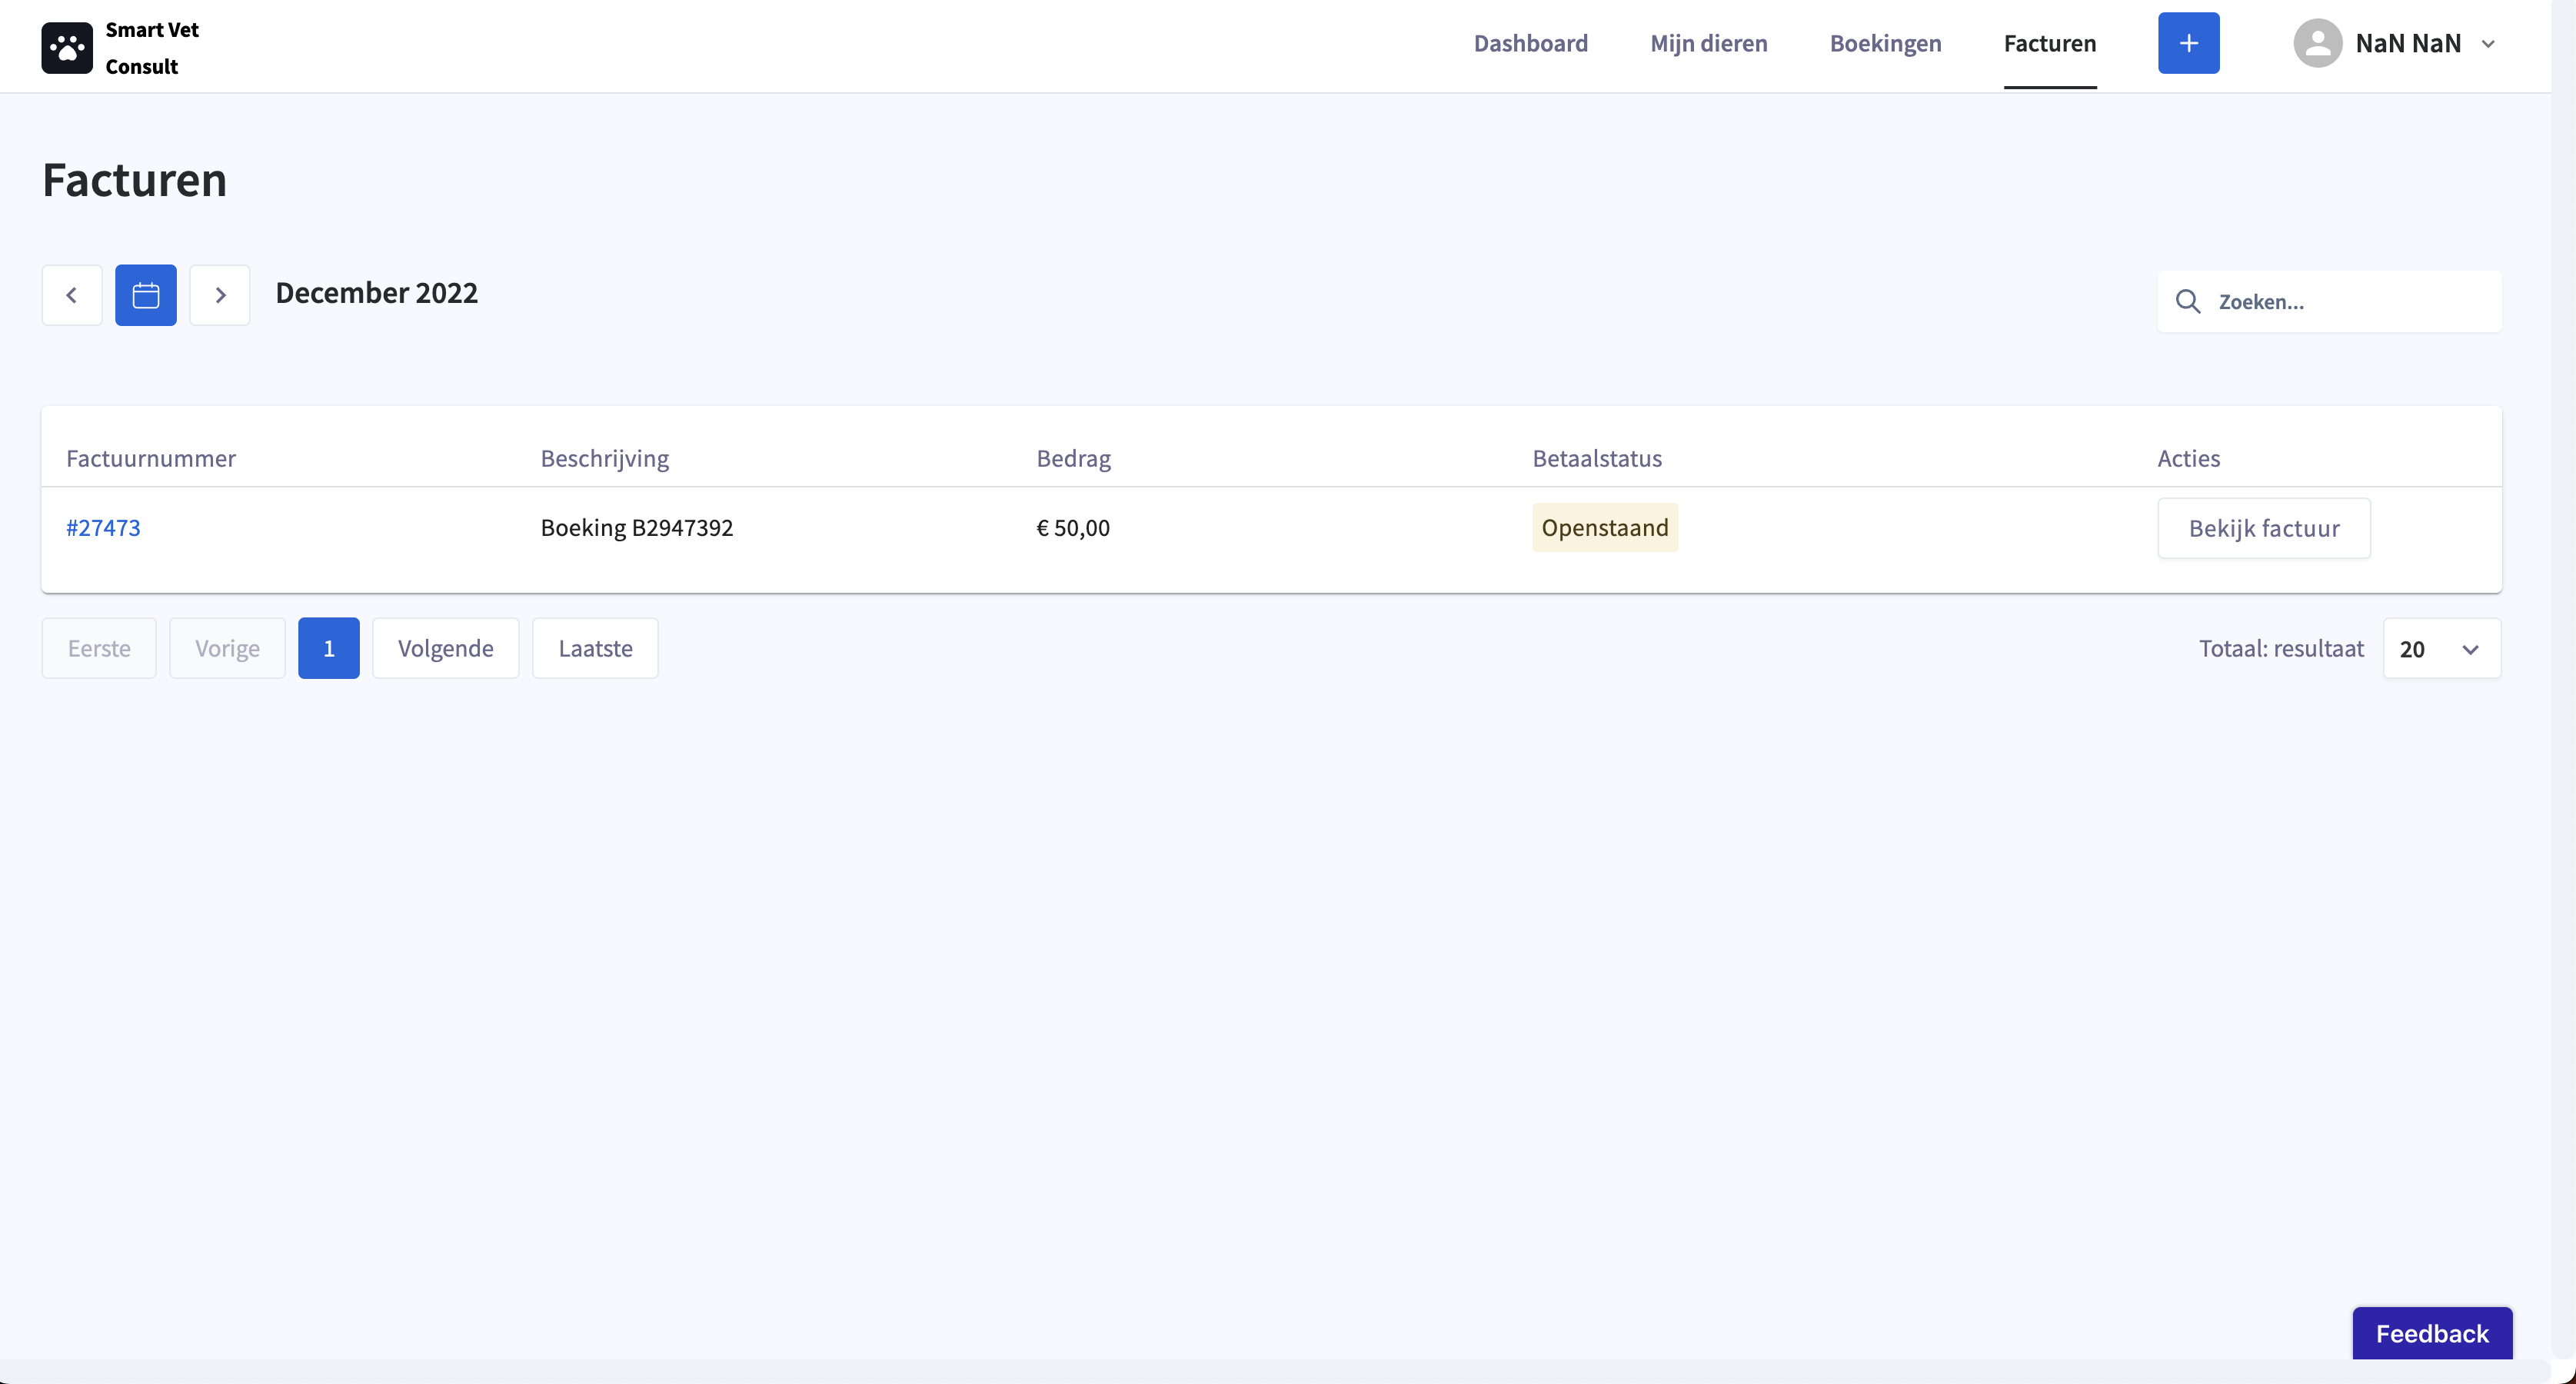 Smart Vet
Consult
Dashboard
Mijn dieren
Boekingen
Facturen
NaN NaN
Facturen
December 2022
Zoeken...
Factuurnummer Beschrijving Bedrag Betaalstatus Acties
#27473 Boeking B2947392 € 50,00 Openstaand Bekijk factuur
Eerste Vorige 1 Volgende Laatste Totaal: resultaat 20
Feedback